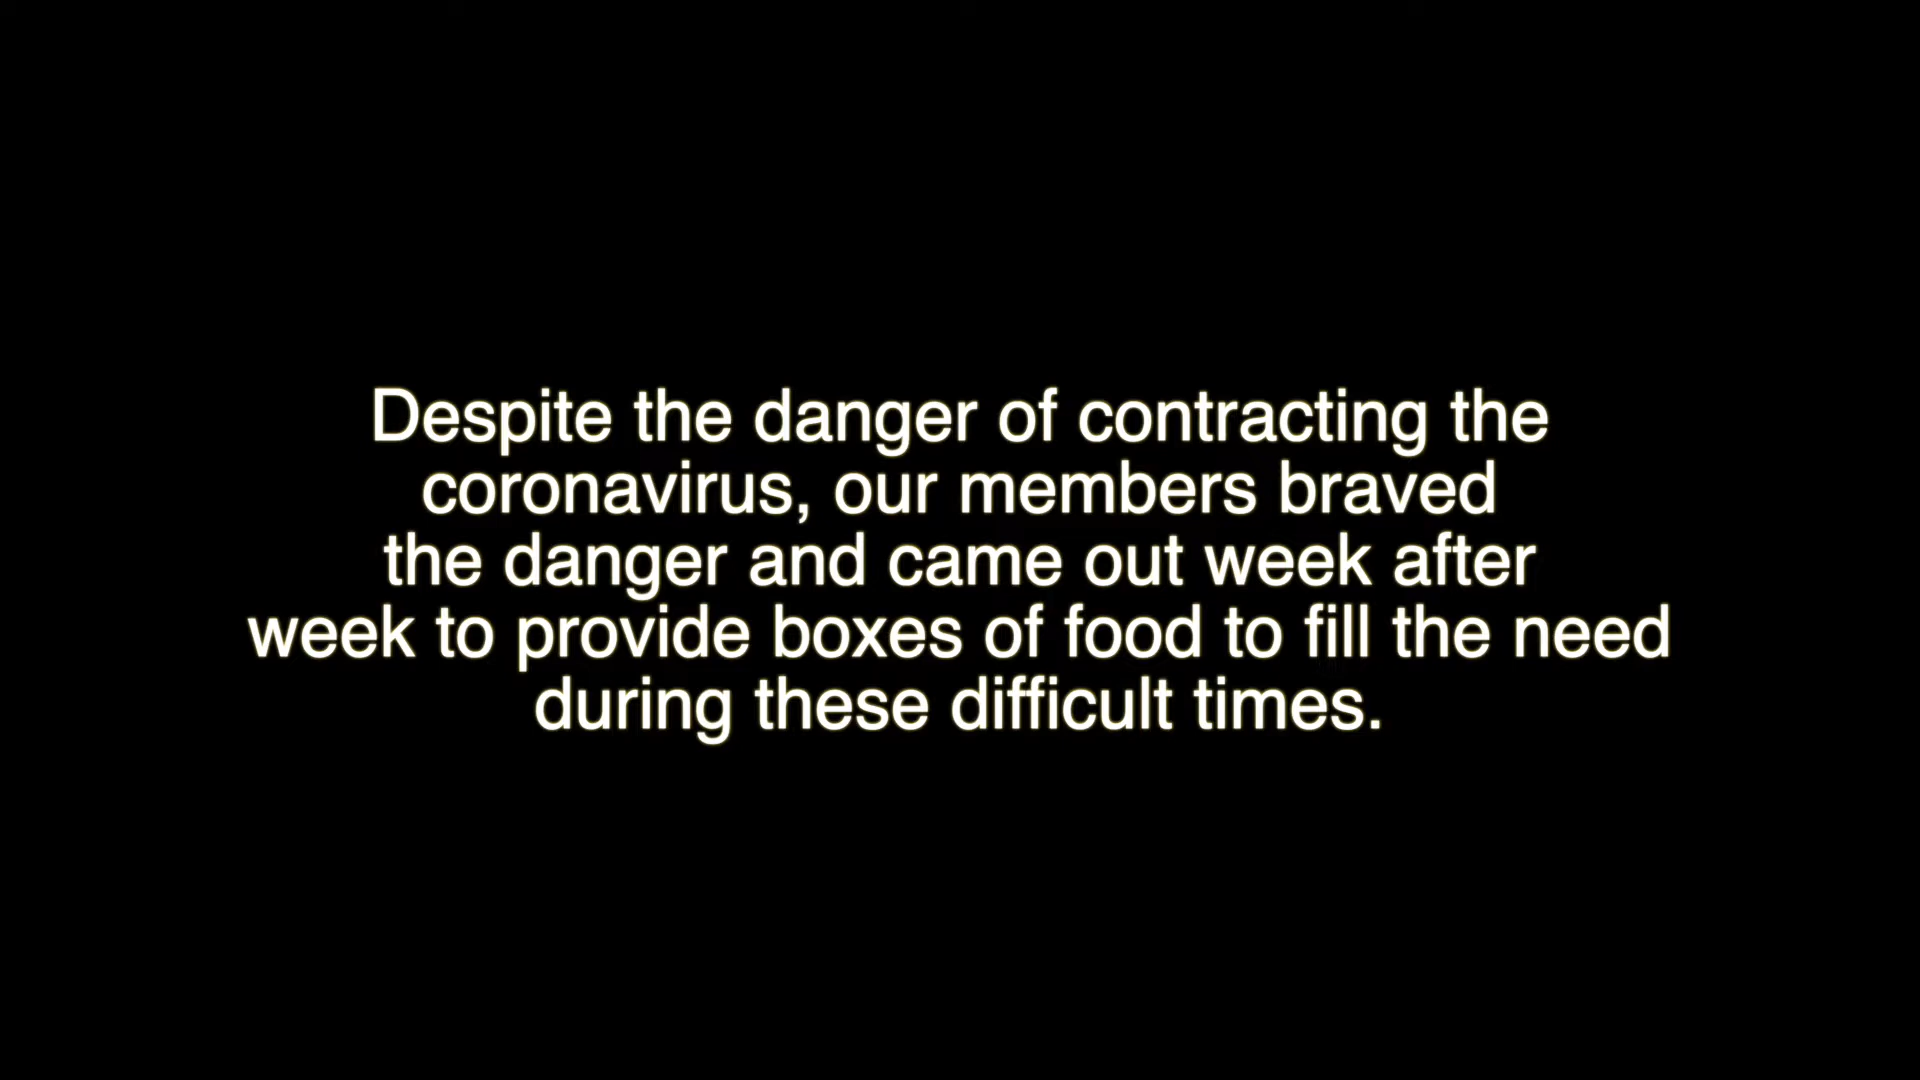 Despite the danger of contracting the
coronavirus, our members braved
the danger and came out week after
week to provide boxes of food to fill the need
during these difficult times.